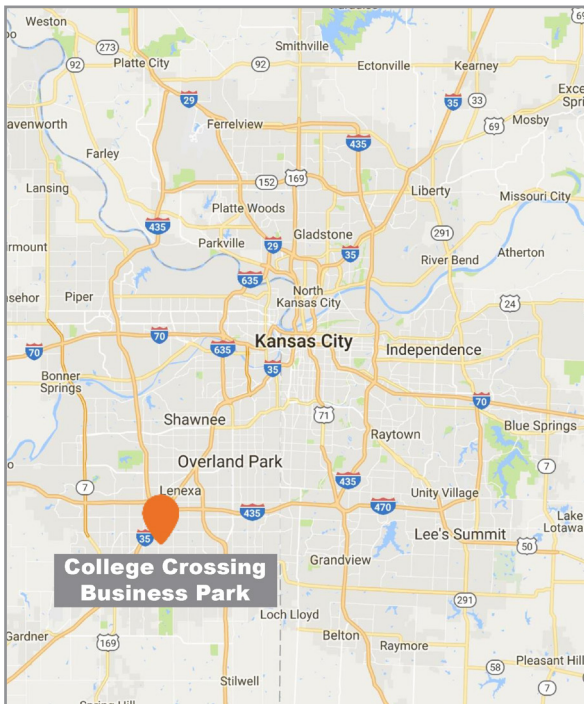 Weston
Smithville
69
273
Platte City
92
92
Ectonville
Kearney
29
35
33
Exce
Spri
Mosby
avenworth
Ferrelview
69
435
Farley
152
169
Liberty
Lansing
Platte Woods
Missouri City
435
Parkville
29
Gladstone
35
291
rmount
River Bend
Atherton
635
nsehor
Piper
North
Kansas City
24
70
70
635
Kansas City
Independence
35
Bonner
Springs
70
Shawnee
71
Blue Springs
Raytown
Overland Park
7
435
7
Lenexa
Unity Village
435
470
Lake
Lotawa
35
Lee's Summit
50
College Crossing
Business Park
Grandview
291
Loch Lloyd
Gardner
Belton
169
Raymore
58
Pleasant Hill
Stilwell
7
Spring Hill